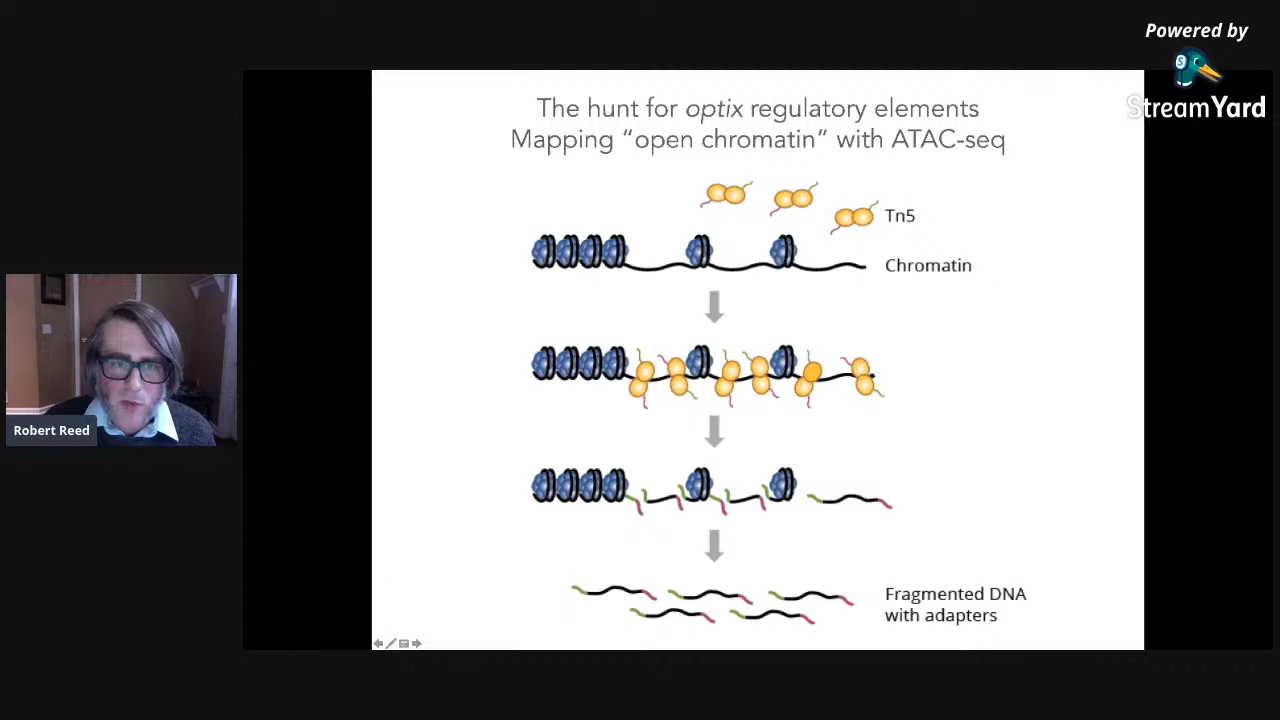 Powered by
StreamYard
The hunt for optix regulatory elements
Mapping “open chromatin” with ATAC-seq
Tn5
Chromatin
Robert Reed
Fragmented DNA
with adapters